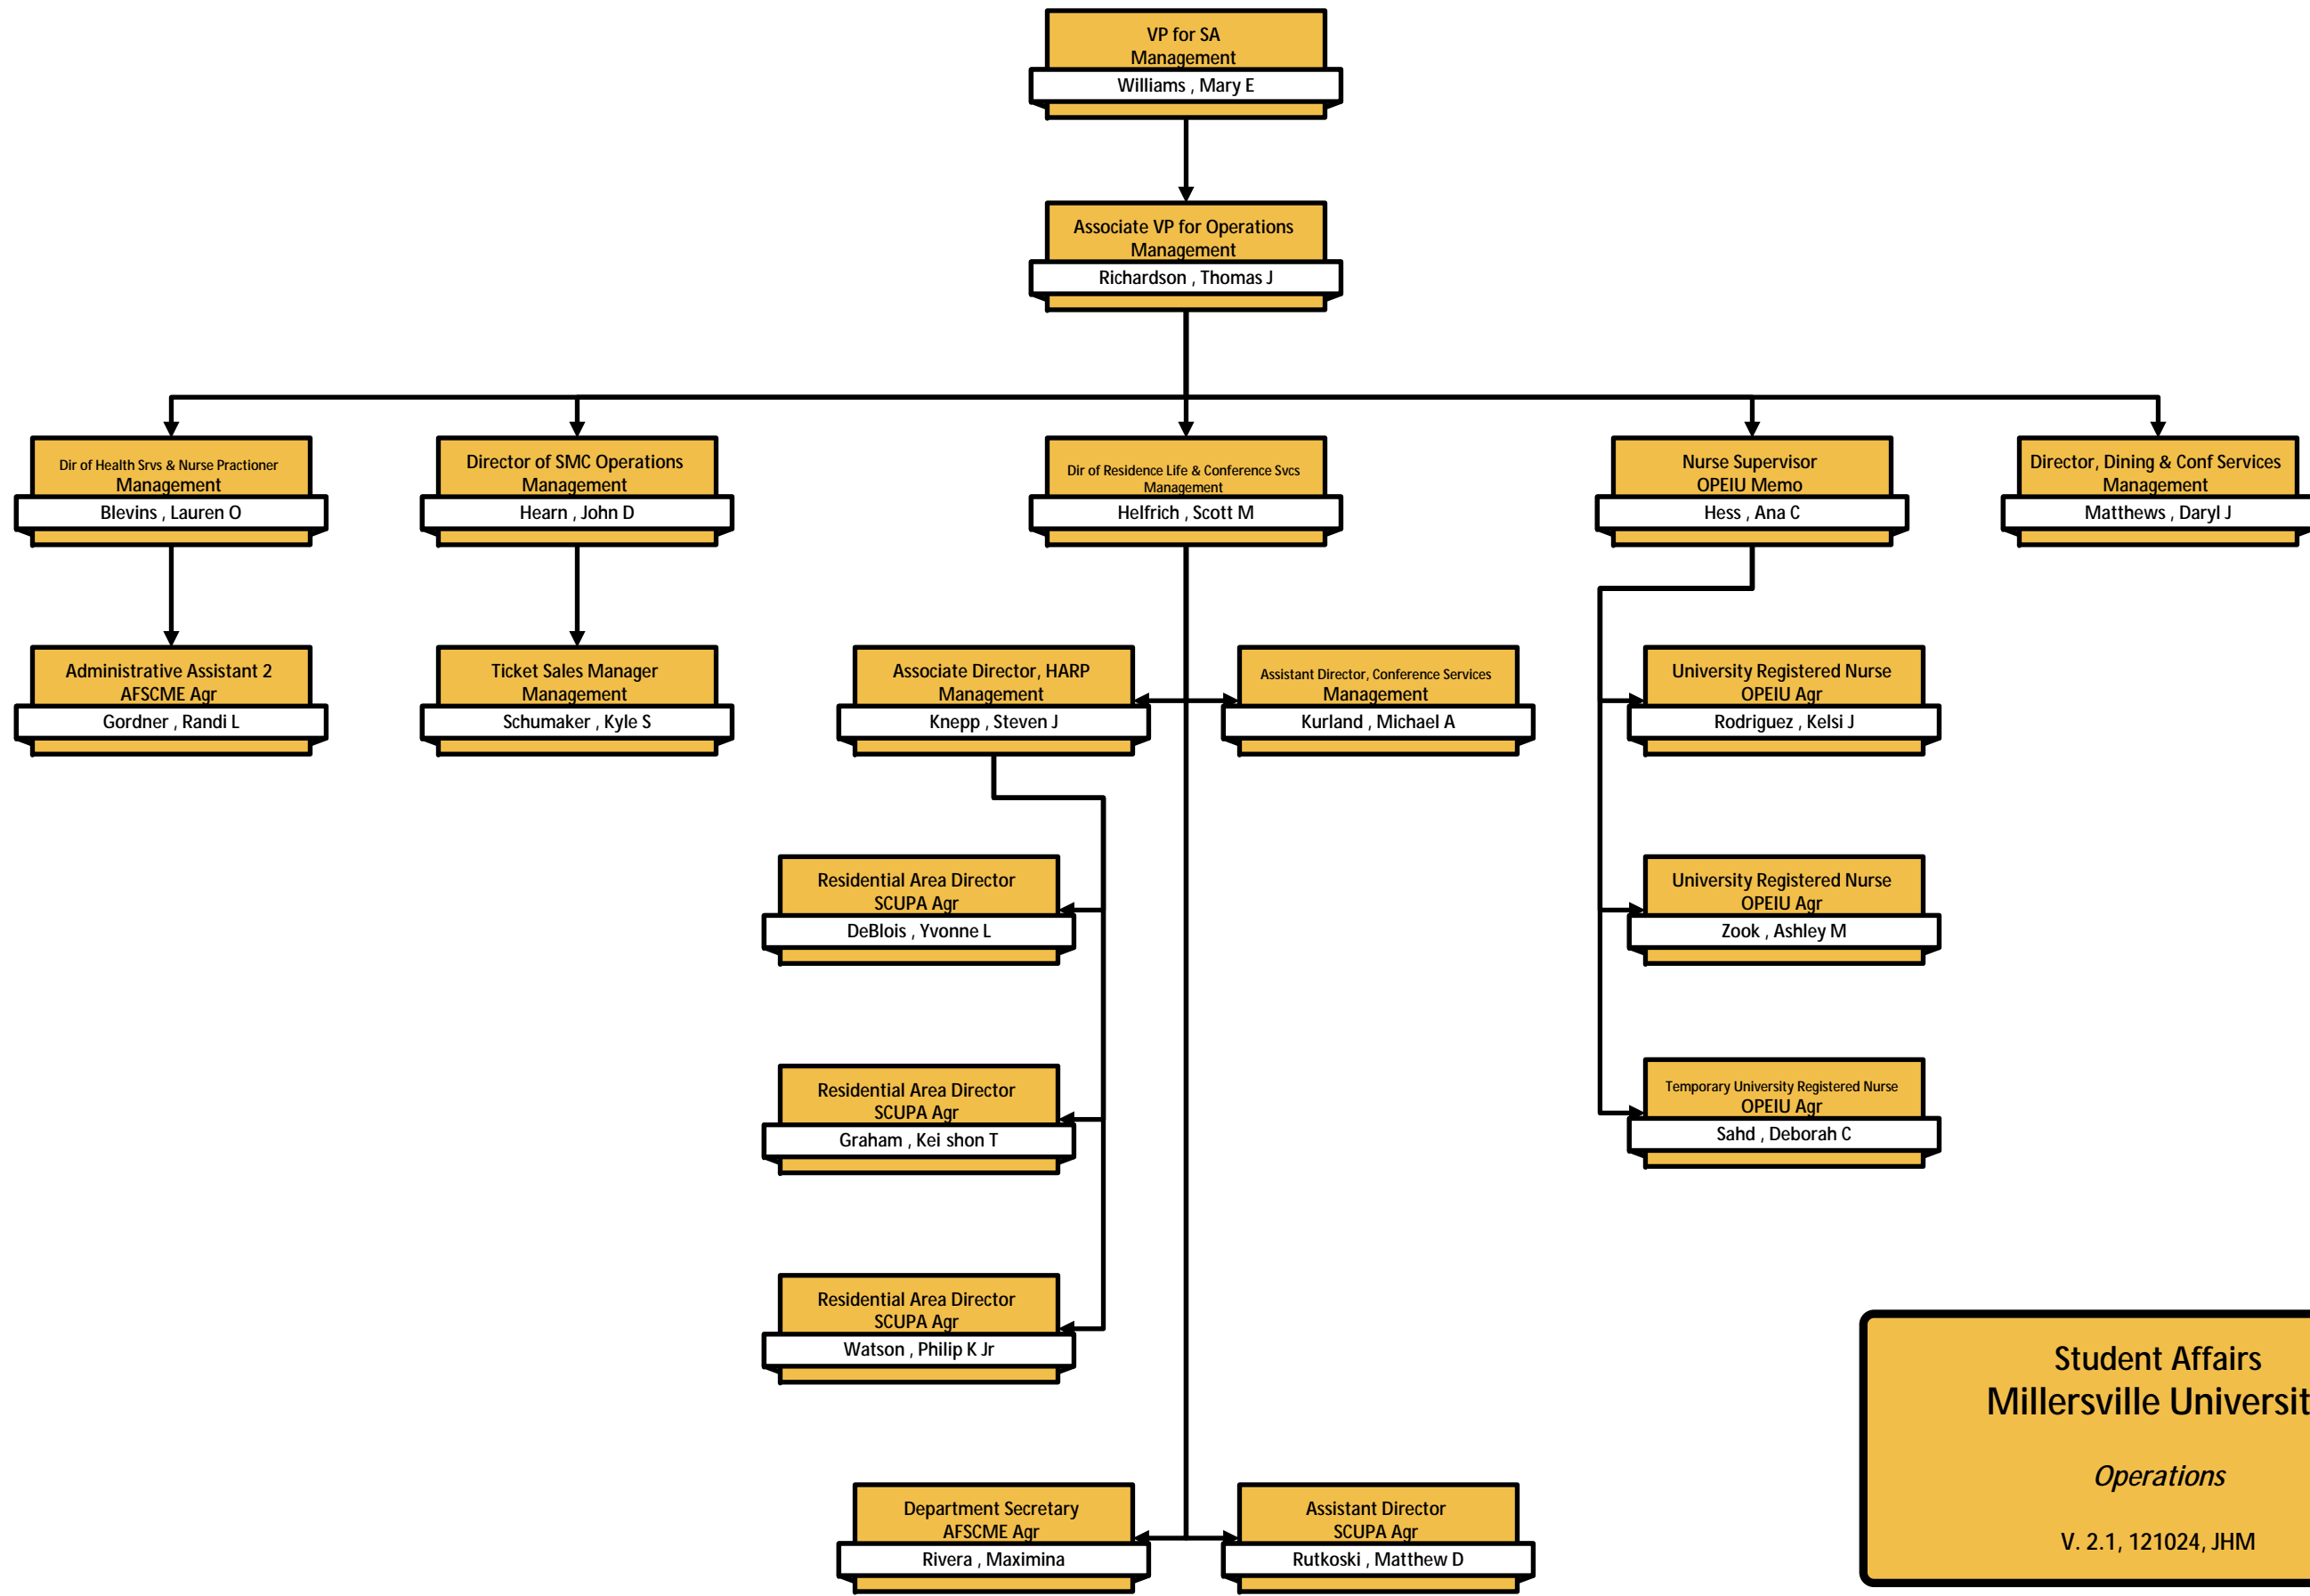 VP for SA
Management
Williams , Mary E
Associate VP for Operations
Management
Richardson , Thomas J
Dir of Health Srvs & Nurse Practioner
Management
Blevins , Lauren O
Director of SMC Operations
Management
Hearn , John D
Dir of Residence Life & Conference Svcs
Management
Helfrich , Scott M
Nurse Supervisor
OPEIU Memo
Hess , Ana C
Director, Dining & Conf Services
Management
Matthews , Daryl J
Administrative Assistant 2
AFSCME Agr
Gordner , Randi L
Ticket Sales Manager
Management
Schumaker , Kyle S
Associate Director, HARP
Management
Knepp , Steven J
Assistant Director, Conference Services
Management
Kurland , Michael A
University Registered Nurse
OPEIU Agr
Rodriguez , Kelsi J
Residential Area Director
SCUPA Agr
DeBlois , Yvonne L
University Registered Nurse
OPEIU Agr
Zook , Ashley M
Residential Area Director
SCUPA Agr
Graham , Kei shon T
Temporary University Registered Nurse
OPEIU Agr
Sahd , Deborah C
Residential Area Director
SCUPA Agr
Watson , Philip K Jr
Department Secretary
AFSCME Agr
Rivera , Maximina
Assistant Director
SCUPA Agr
Rutkoski , Matthew D
Student Affairs
Millersville Universit
Operations
V. 2.1, 121024, JHM